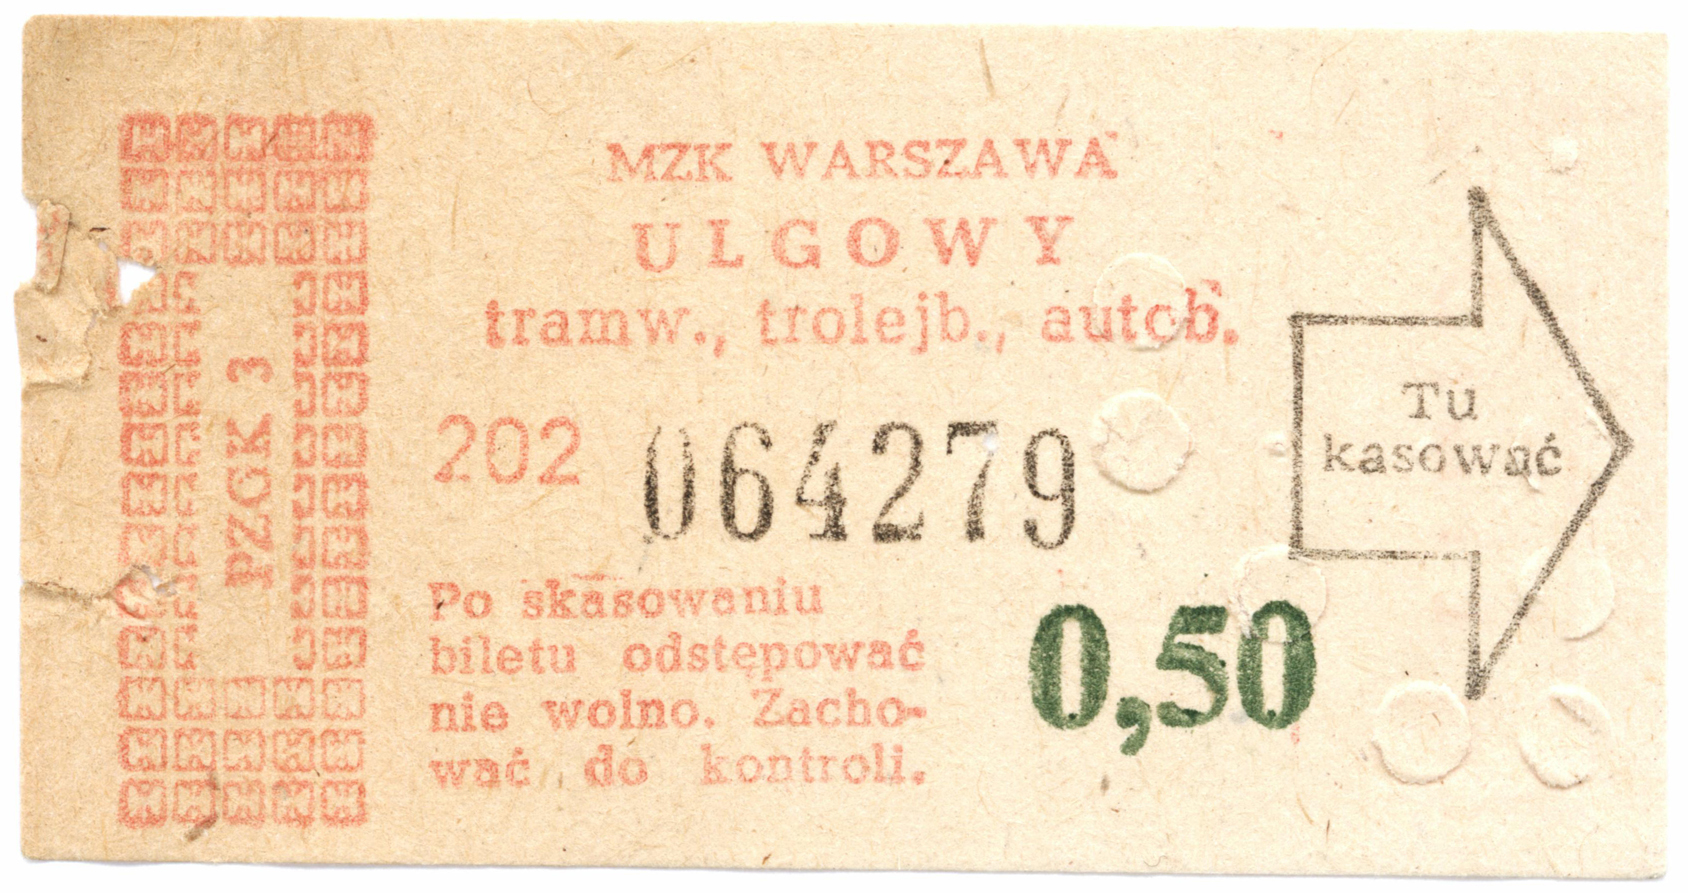 MZK WARSZAWA
ULGOWY
tramw., trolejb., autob.
PZGK 3
202 064279
Tu
kasować
Po skasowaniu
biletu odstępować
nie wolno. Zacho-
wać do kontroli.
0,50